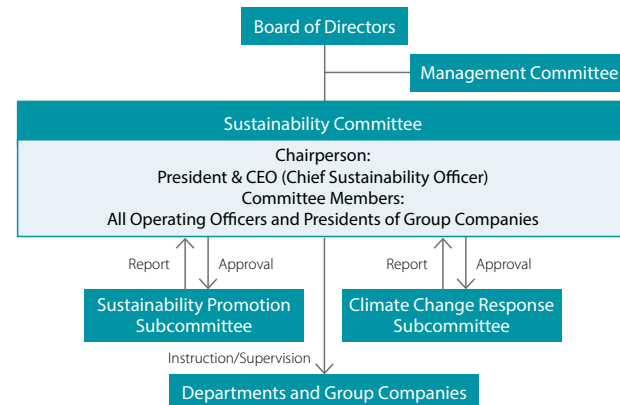 Board of Directors
Management Committee
Sustainability Committee
Chairperson:
President & CEO (Chief Sustainability Officer)
Committee Members:
All Operating Officers and Presidents of Group Companies
Report
Approval
Report
Approval
Sustainability Promotion
Subcommittee
Climate Change Response
Subcommittee
Instruction/Supervision
Departments and Group Companies